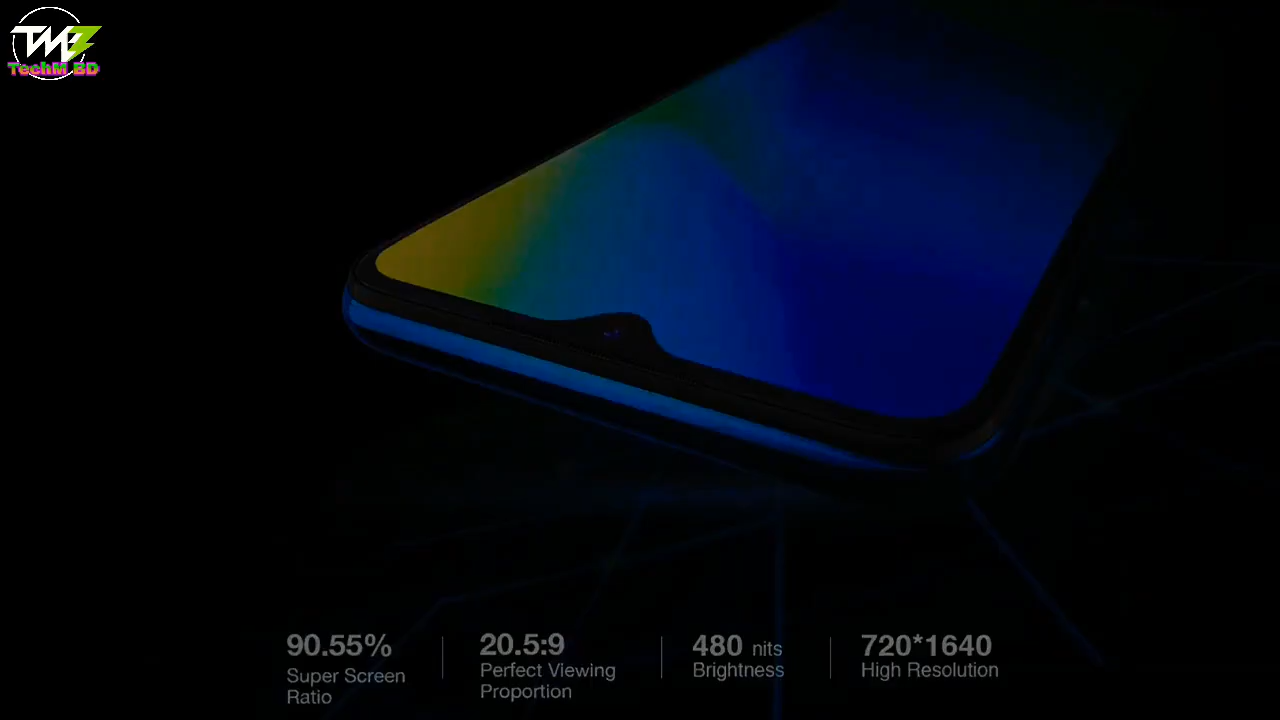 TMB
TechM BD
90.55%
Super Screen
Ratio
20.5:9
Perfect Viewing
Proportion
480 nits
Brightness
720*1640
High Resolution